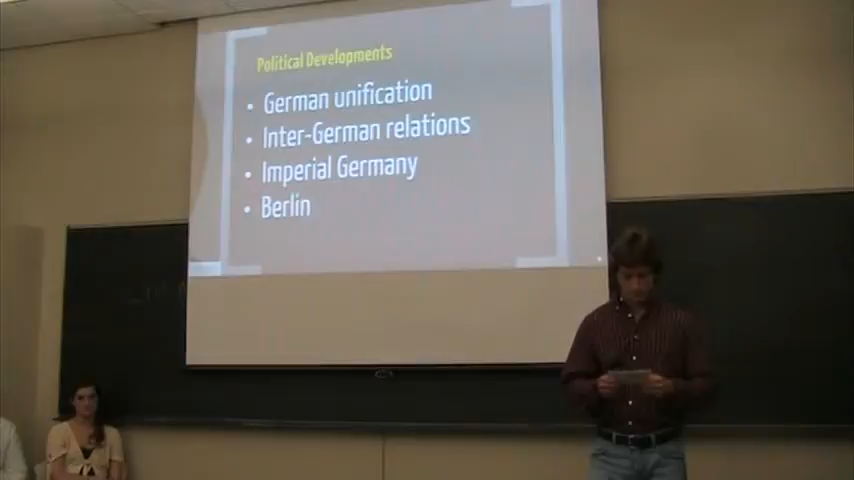 Political Developments
• German unification
• Inter-German relations
• Imperial Germany
• Berlin